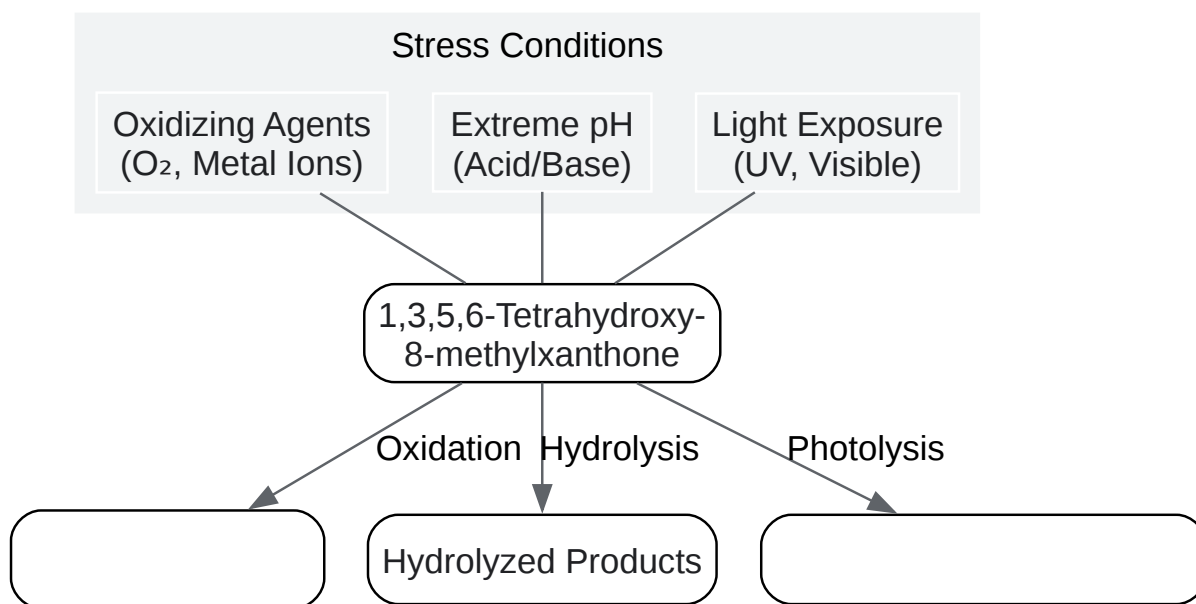 Stress Conditions
Oxidizing Agents
(O₂, Metal Ions)
Extreme pH
(Acid/Base)
Light Exposure
(UV, Visible)
1,3,5,6-Tetrahydroxy-
8-methylxanthone
Oxidation
Hydrolysis
Photolysis
Hydrolyzed Products